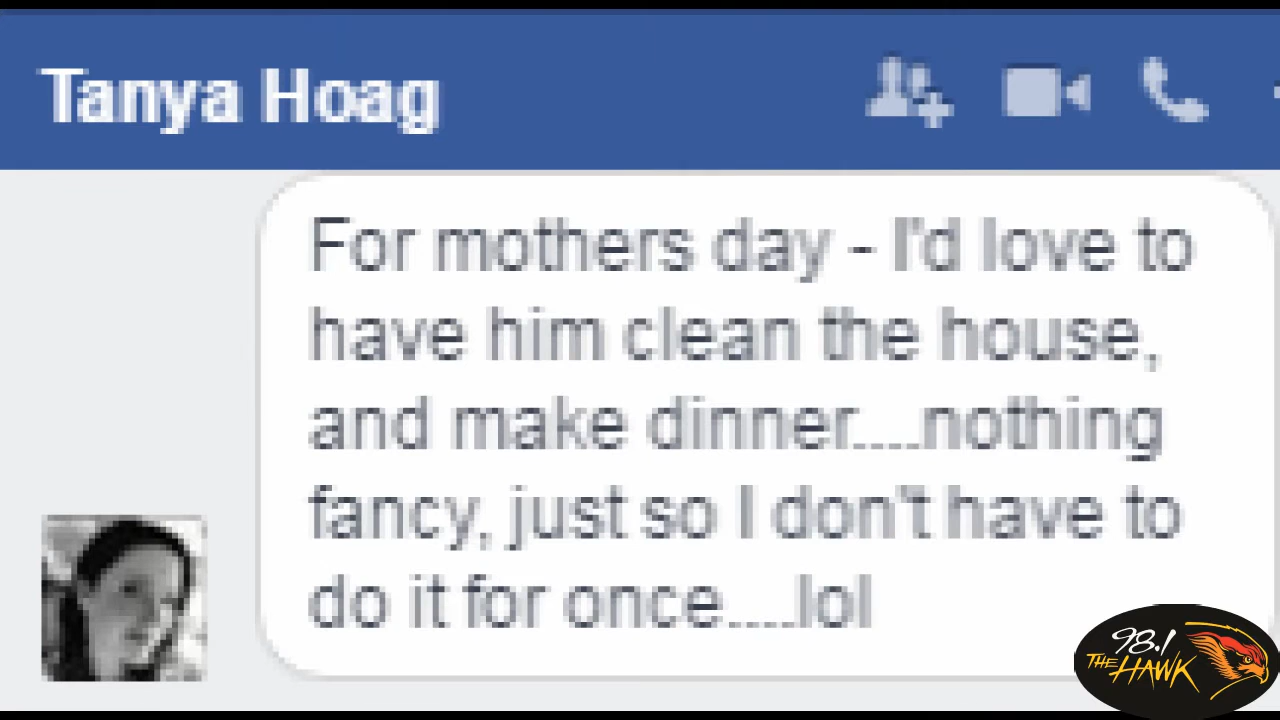 Tanya Hoag
For mothers day - I'd love to
have him clean the house,
and make dinner....nothing
fancy, just so I don't have to
do it for once....lol
98.1
THE HAWK